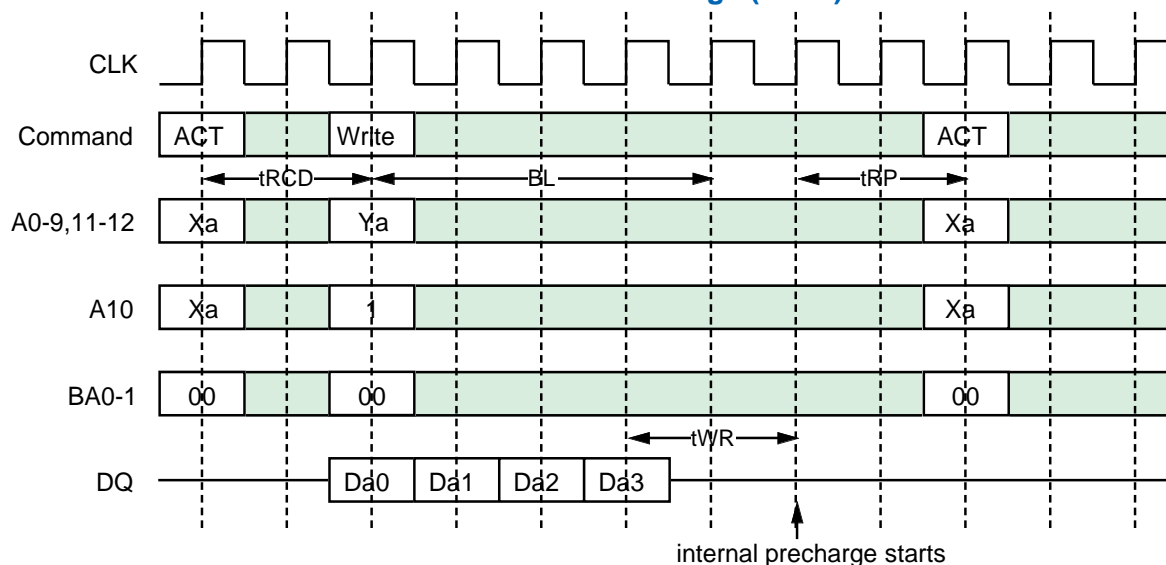 CLK
Command ACT Write ACT
tRCD BL tRP
A0-9,11-12 Xa Ya Xa
A10 Xa 1 Xa
BA0-1 00 00 00
tWR
DQ Da0 Da1 Da2 Da3
internal precharge starts